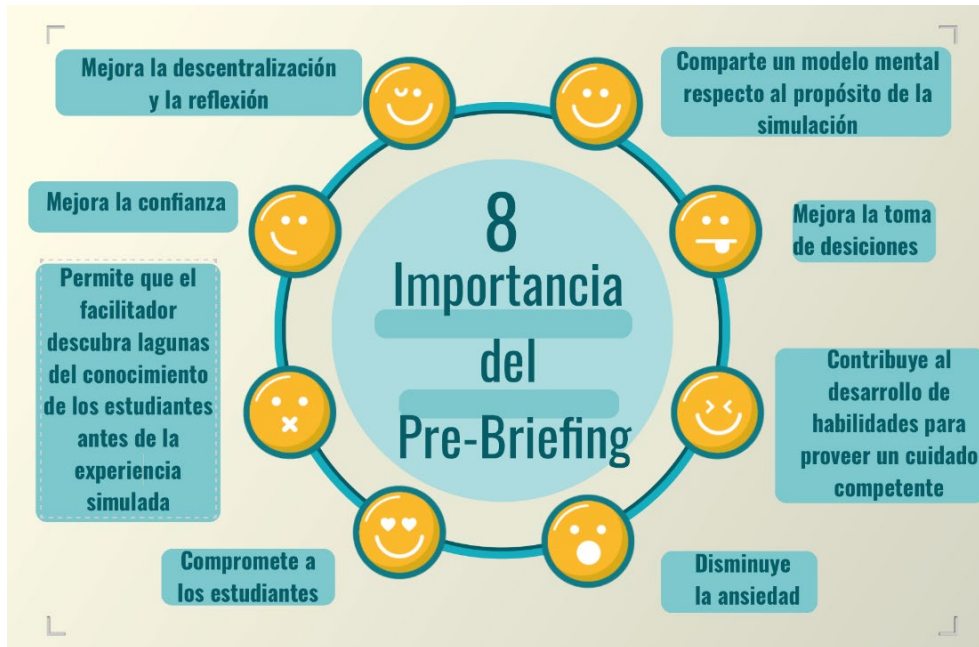 Mejora la descentralización
y la reflexión
Comparte un modelo mental
respecto al propósito de la
simulación
Mejora la confianza
Mejora la toma
de desiciones
8
Importancia
del
Pre-Briefing
Permite que el
facilitador
descubra lagunas
del conocimiento
de los estudiantes
antes de la
experiencia
simulada
Contribuye al
desarrollo de
habilidades para
proveer un cuidado
competente
Compromete a
los estudiantes
Disminuye
la ansiedad